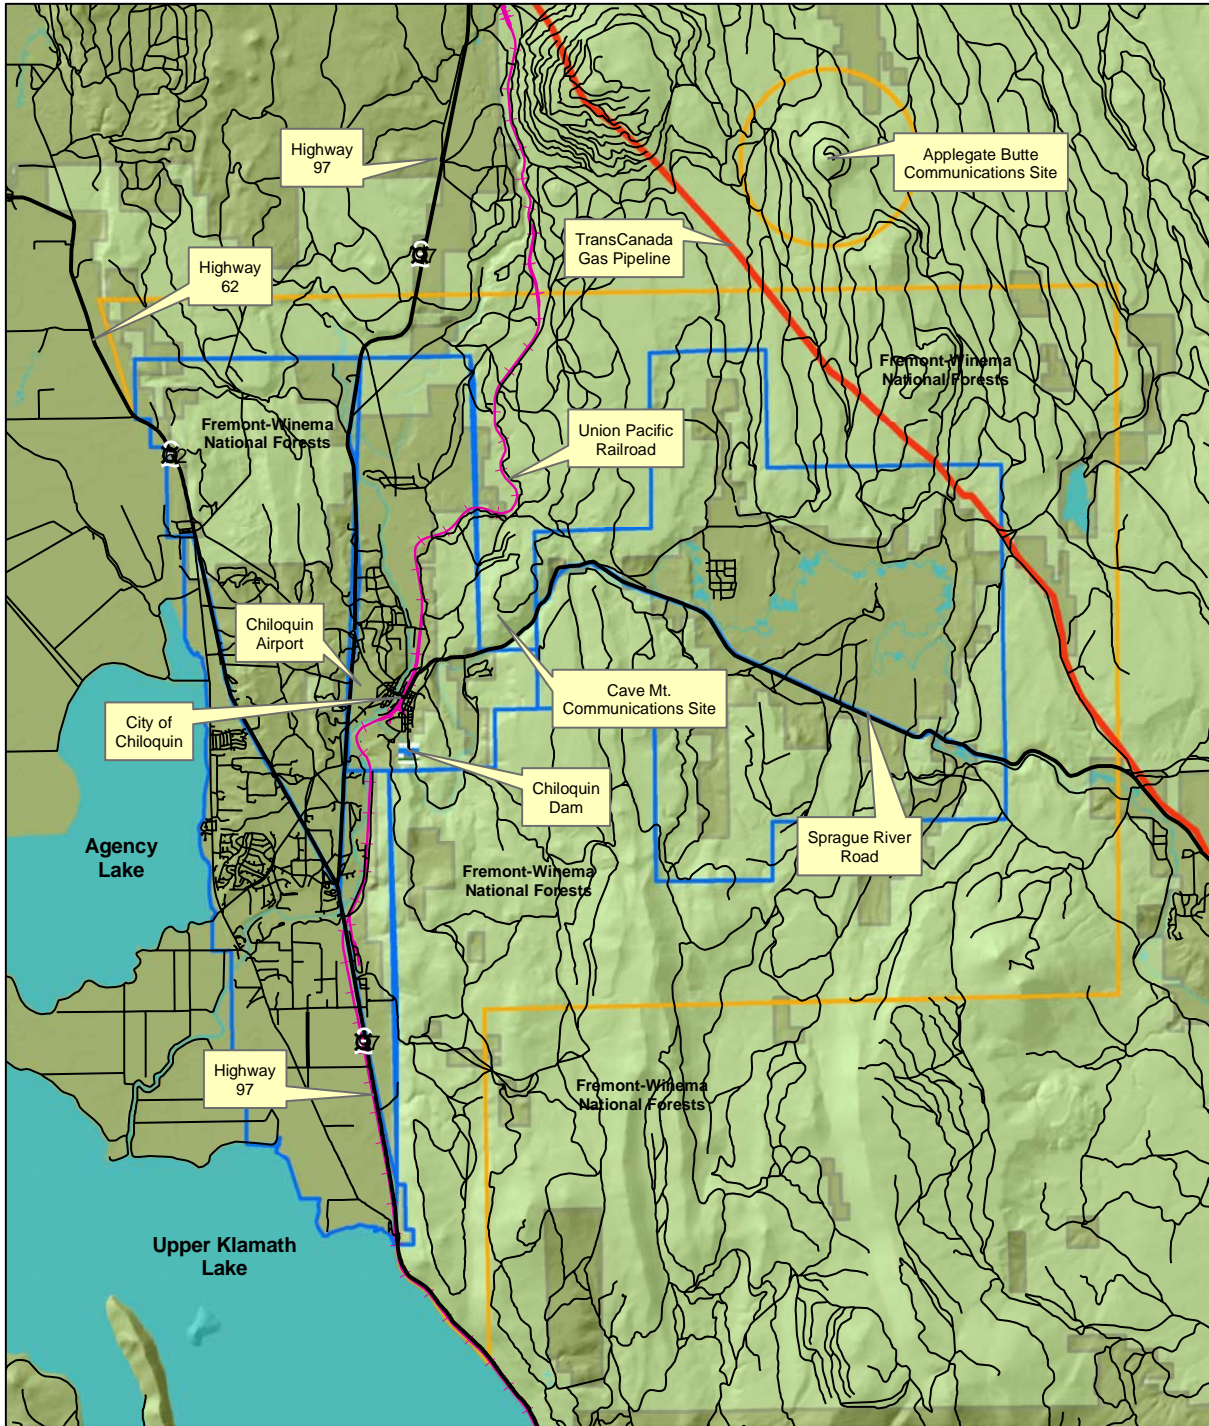 Highway
97
Applegate Butte
Communications Site
TransCanada
Gas Pipeline
Highway
62
Fremont-Winema
National Forests
Fremont-Winema
National Forests
Union Pacific
Railroad
Chiloquin
Airport
City of
Chiloquin
Cave Mt.
Communications Site
Chiloquin
Dam
Sprague River
Road
Agency
Lake
Fremont-Winema
National Forests
Highway
97
Fremont-Winema
National Forests
Upper Klamath
Lake